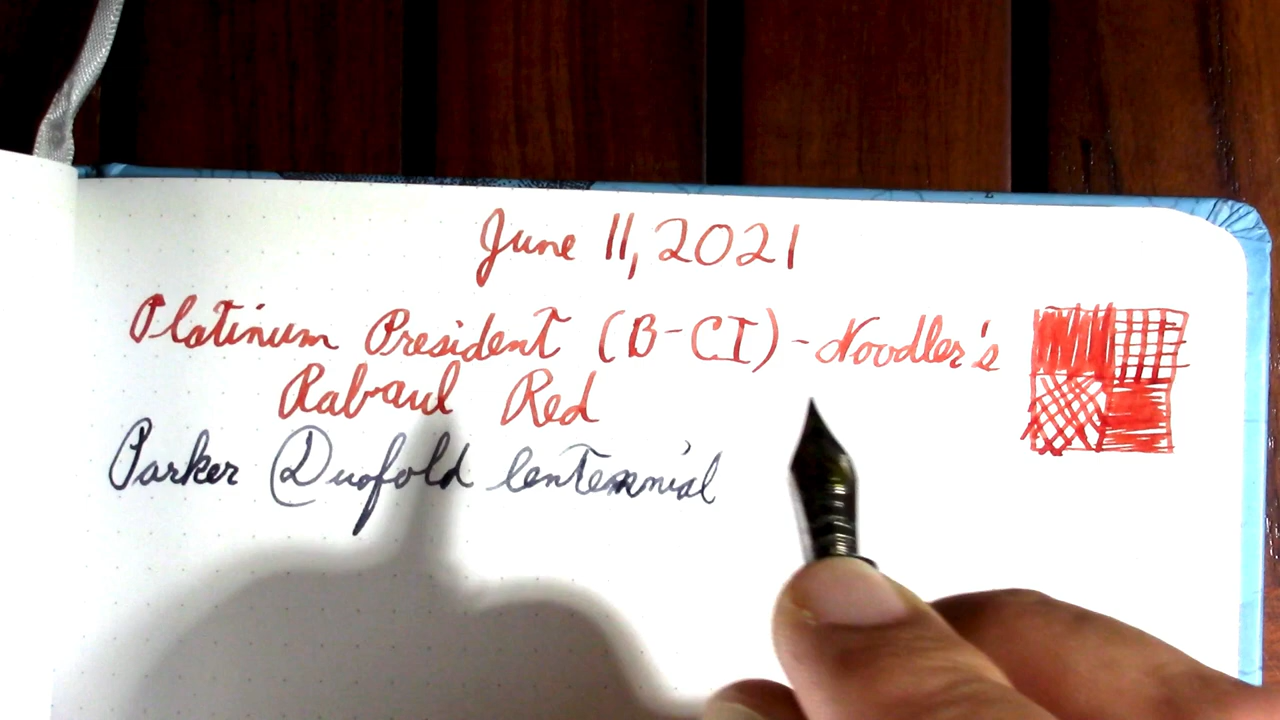 June 11, 2021
Platinum President (B-CI) - Noodler's
Rabaul Red
Parker Duofold Centennial